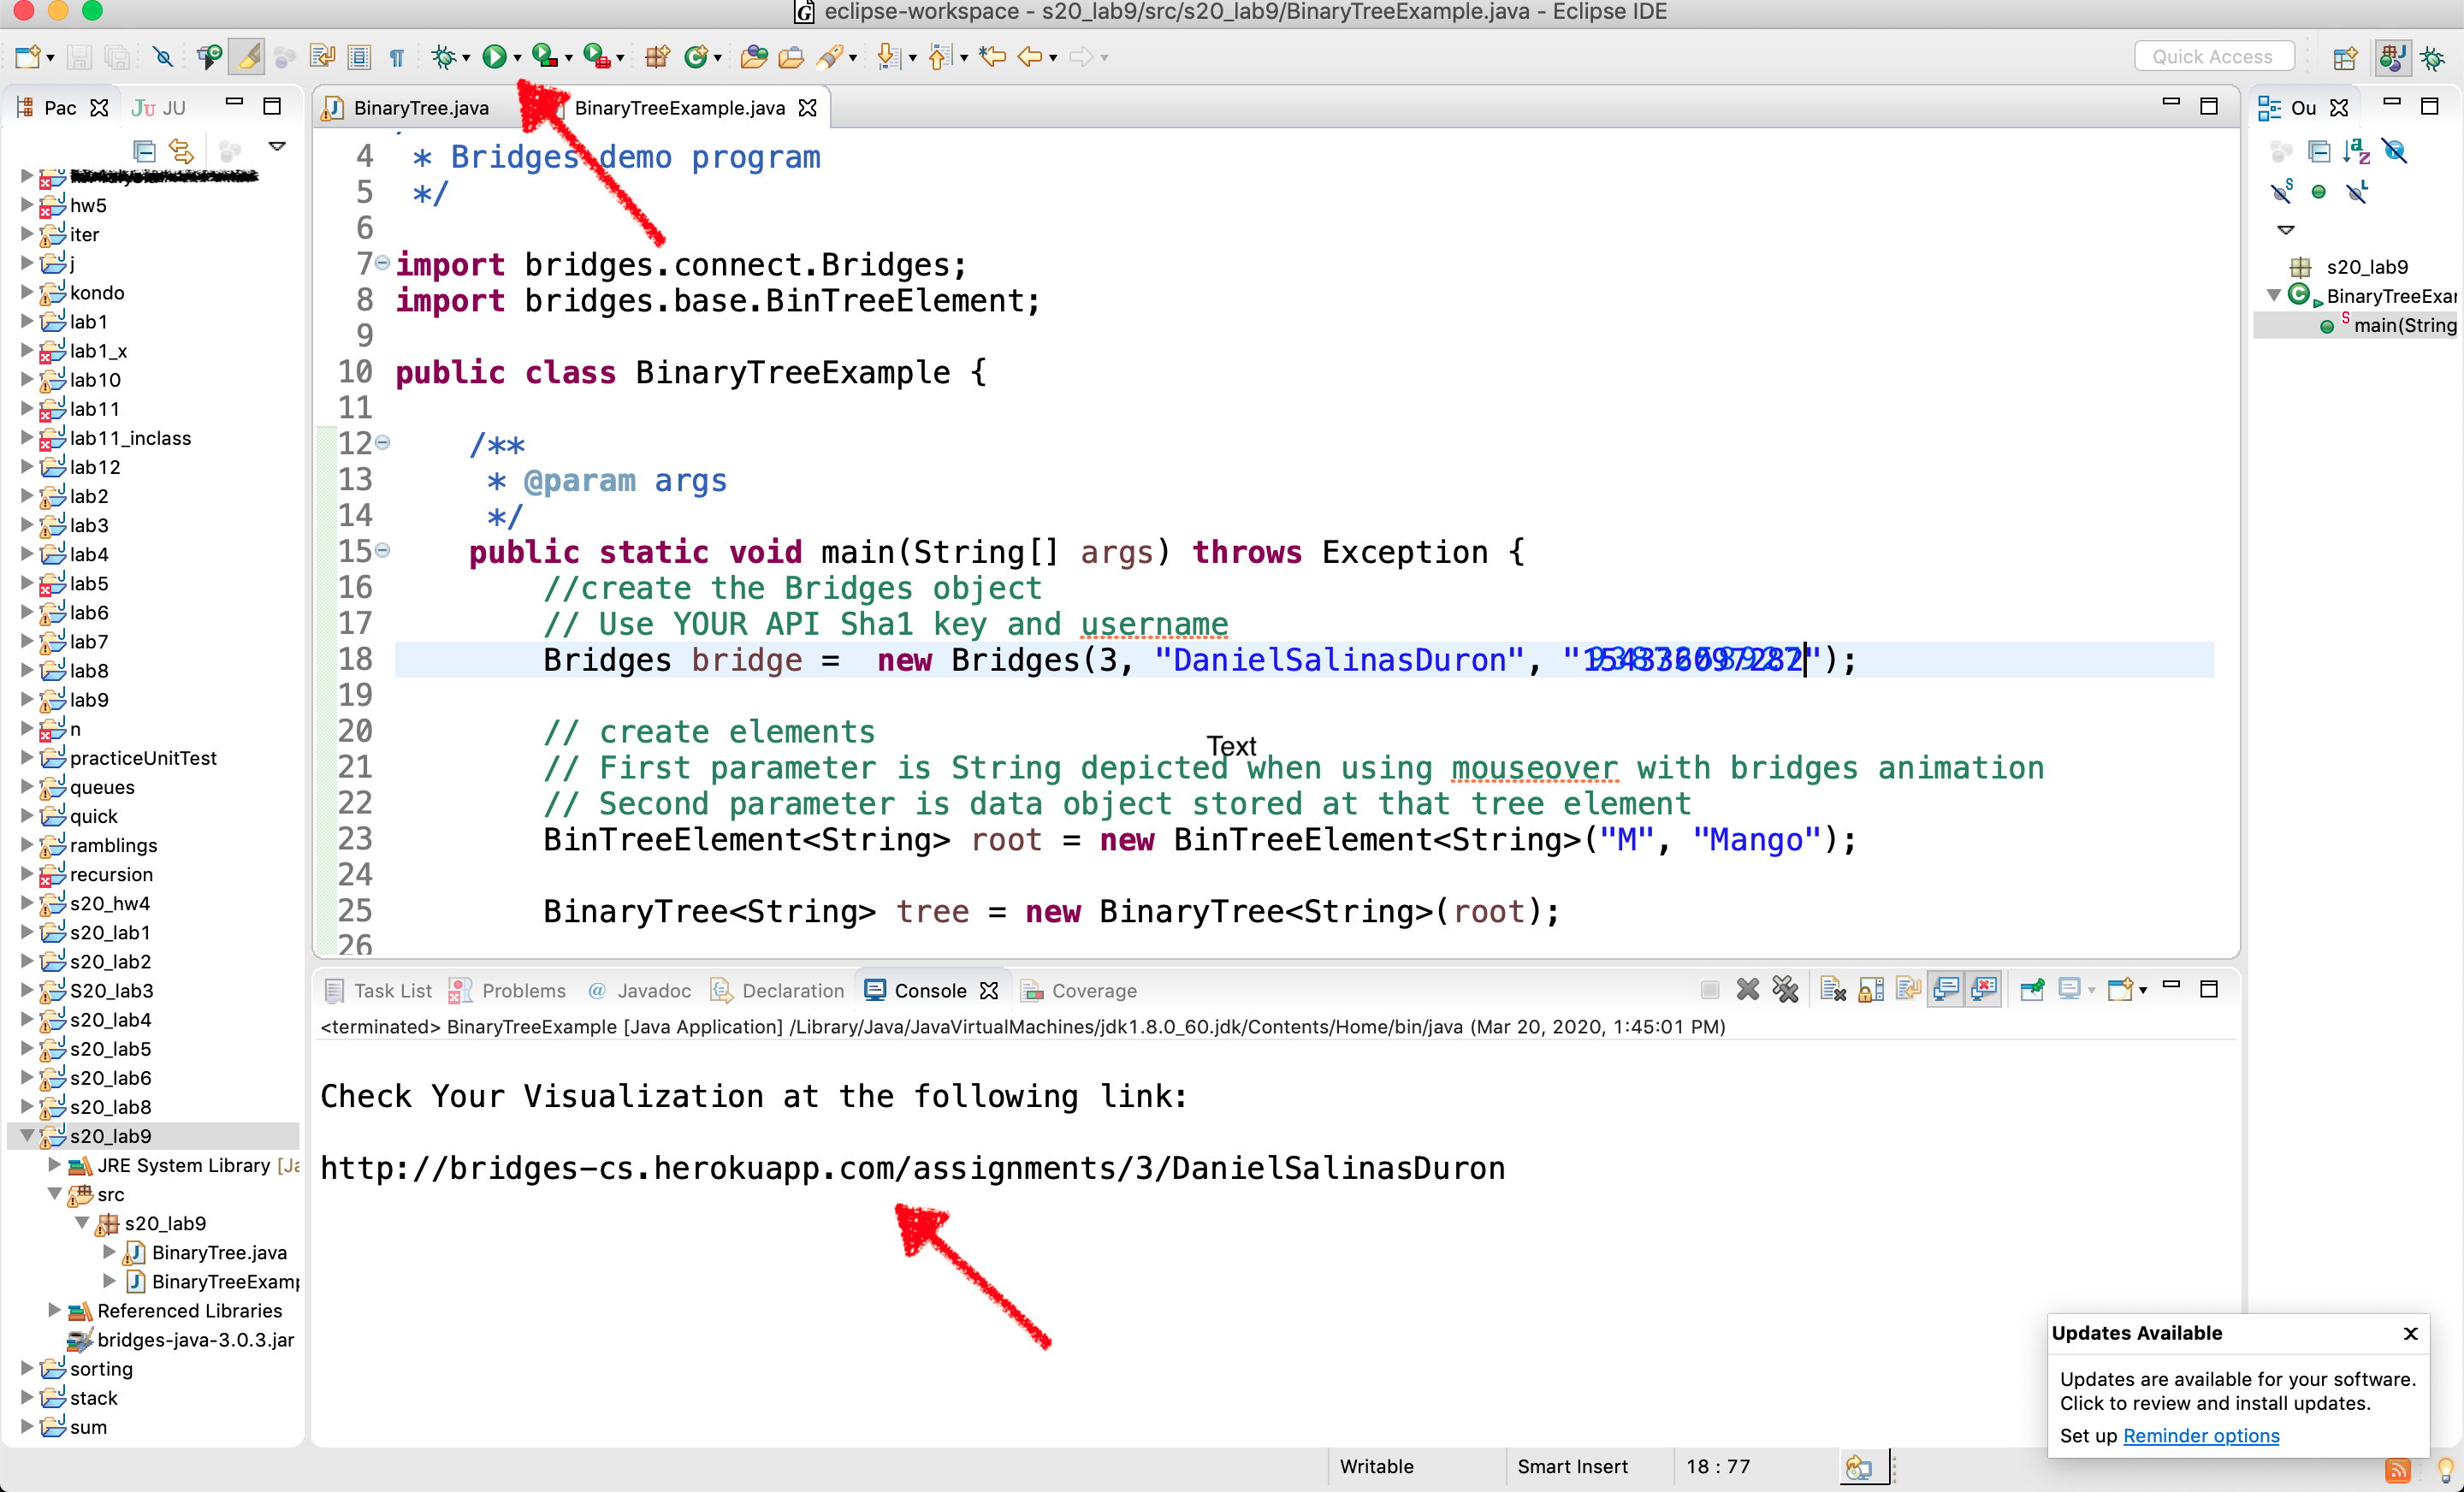 eclipse-workspace - s20_lab9/src/s20_lab9/BinaryTreeExample.java - Eclipse IDE
Quick Access
Pac
JU
BinaryTree.java
BinaryTreeExample.java
Ou
hw5
iter
j
kondo
lab1
lab1_x
lab10
lab11
lab11_inclass
lab12
lab2
lab3
lab4
lab5
lab6
lab7
lab8
lab9
n
practiceUnitTest
queues
quick
ramblings
recursion
s20_hw4
s20_lab1
s20_lab2
S20_lab3
s20_lab4
s20_lab5
s20_lab6
s20_lab8
s20_lab9
JRE System Library [Ja
src
s20_lab9
BinaryTree.java
BinaryTreeExamp
Referenced Libraries
bridges-java-3.0.3.jar
sorting
stack
sum
4 * Bridges demo program
5 */
6
7 import bridges.connect.Bridges;
8 import bridges.base.BinTreeElement;
9
10 public class BinaryTreeExample {
11
12 /**
13 * @param args
14 */
15 public static void main(String[] args) throws Exception {
16 //create the Bridges object
17 // Use YOUR API Sha1 key and username
18 Bridges bridge = new Bridges(3, "DanielSalinasDuron", "");
19
20 // create elements
Text
21 // First parameter is String depicted when using mouseover with bridges animation
22 // Second parameter is data object stored at that tree element
23 BinTreeElement<String> root = new BinTreeElement<String>("M", "Mango");
24
25 BinaryTree<String> tree = new BinaryTree<String>(root);
26
s20_lab9
BinaryTreeExar
main(String
Task List
Problems
Javadoc
Declaration
Console
Coverage
<terminated> BinaryTreeExample [Java Application] /Library/Java/JavaVirtualMachines/jdk1.8.0_60.jdk/Contents/Home/bin/java (Mar 20, 2020, 1:45:01 PM)
Check Your Visualization at the following link:
http://bridges-cs.herokuapp.com/assignments/3/DanielSalinasDuron
Updates Available
Updates are available for your software.
Click to review and install updates.
Set up Reminder options
Writable
Smart Insert
18 : 77